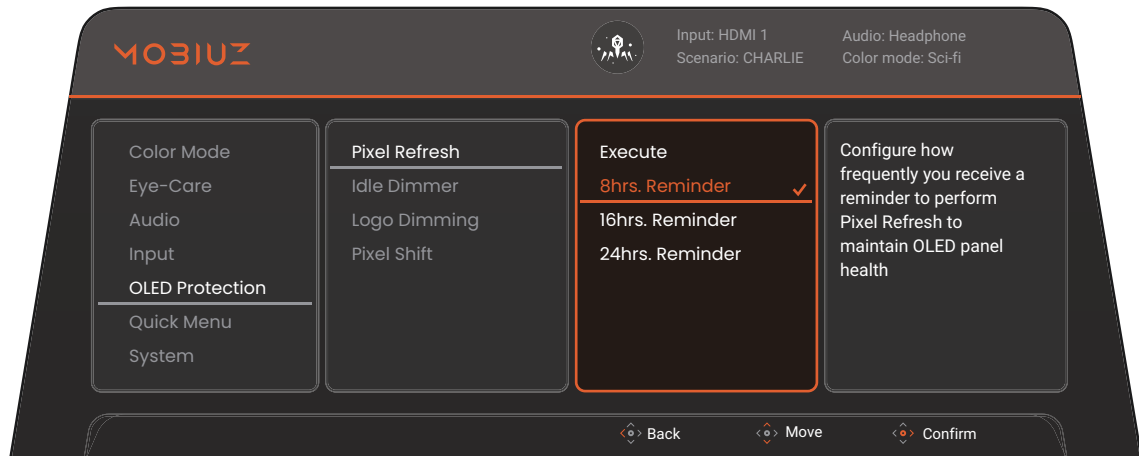 MOBIUZ
Input: HDMI 1
Scenario: CHARLIE
Audio: Headphone
Color mode: Sci-fi
Color Mode
Eye-Care
Audio
Input
OLED Protection
Quick Menu
System
Pixel Refresh
Idle Dimmer
Logo Dimming
Pixel Shift
Execute
8hrs. Reminder
16hrs. Reminder
24hrs. Reminder
Configure how
frequently you receive a
reminder to perform
Pixel Refresh to
maintain OLED panel
health
Back
Move
Confirm